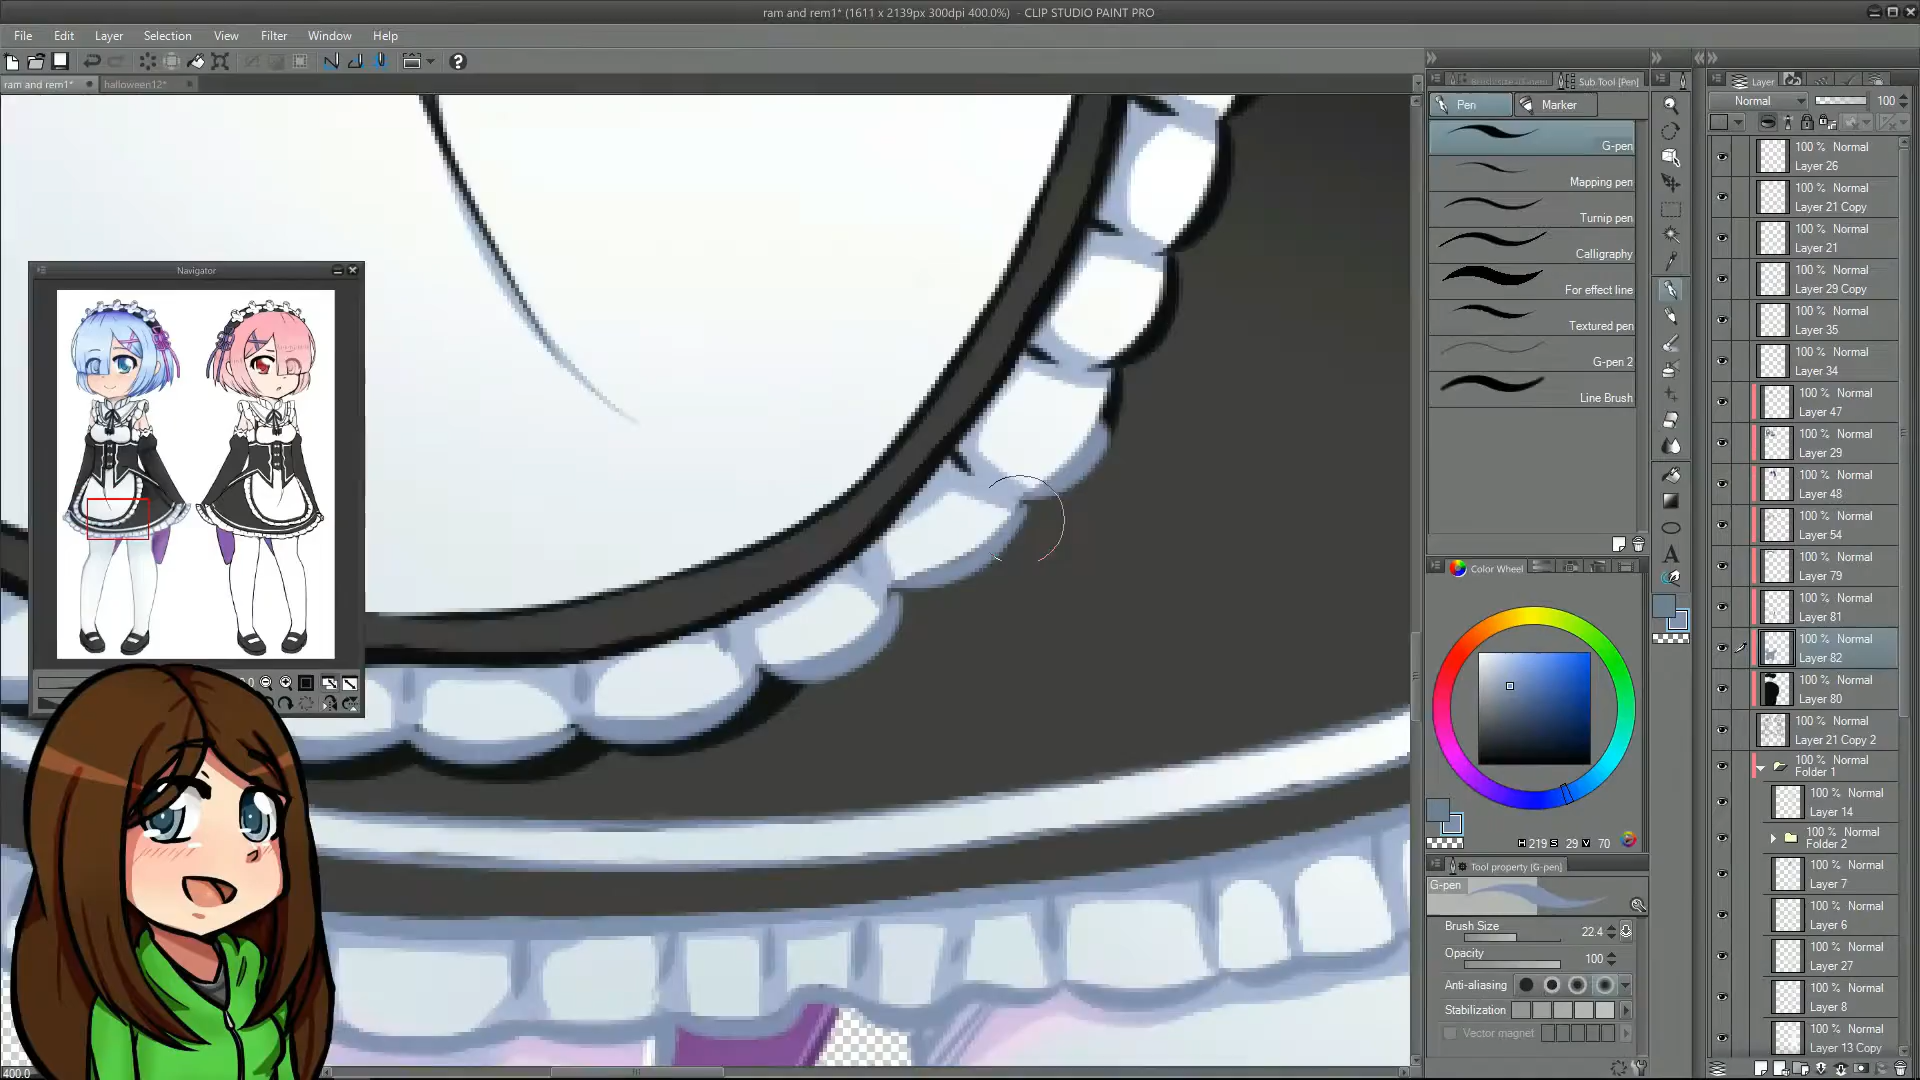 ram and rem1* (1611 x 2139px 300dpi 400.0%)  - CLIP STUDIO PAINT PRO
File Edit Layer Selection View Filter Window Help
ram and rem1* halloween12*
Sub Tool [Pen] Layer
Pen Marker
Normal 100
G-pen
Mapping pen
Turnip pen
Calligraphy
For effect line
Textured pen
G-pen 2
Line Brush
Navigator
Color Wheel
H 219 S 29 V 70
Tool property [G-pen]
G-pen
Brush Size 22.4
Opacity 100
Anti-aliasing
Stabilization
Vector magnet
100 % Normal
Layer 26
100 % Normal
Layer 21 Copy
100 % Normal
Layer 21
100 % Normal
Layer 29 Copy
100 % Normal
Layer 35
100 % Normal
Layer 34
100 % Normal
Layer 47
100 % Normal
Layer 29
100 % Normal
Layer 48
100 % Normal
Layer 54
100 % Normal
Layer 79
100 % Normal
Layer 81
100 % Normal
Layer 82
100 % Normal
Layer 80
100 % Normal
Layer 21 Copy 2
100 % Normal
Folder 1
100 % Normal
Layer 14
100 % Normal
Folder 2
100 % Normal
Layer 7
100 % Normal
Layer 6
100 % Normal
Layer 27
100 % Normal
Layer 8
100 % Normal
Layer 13 Copy
400.0